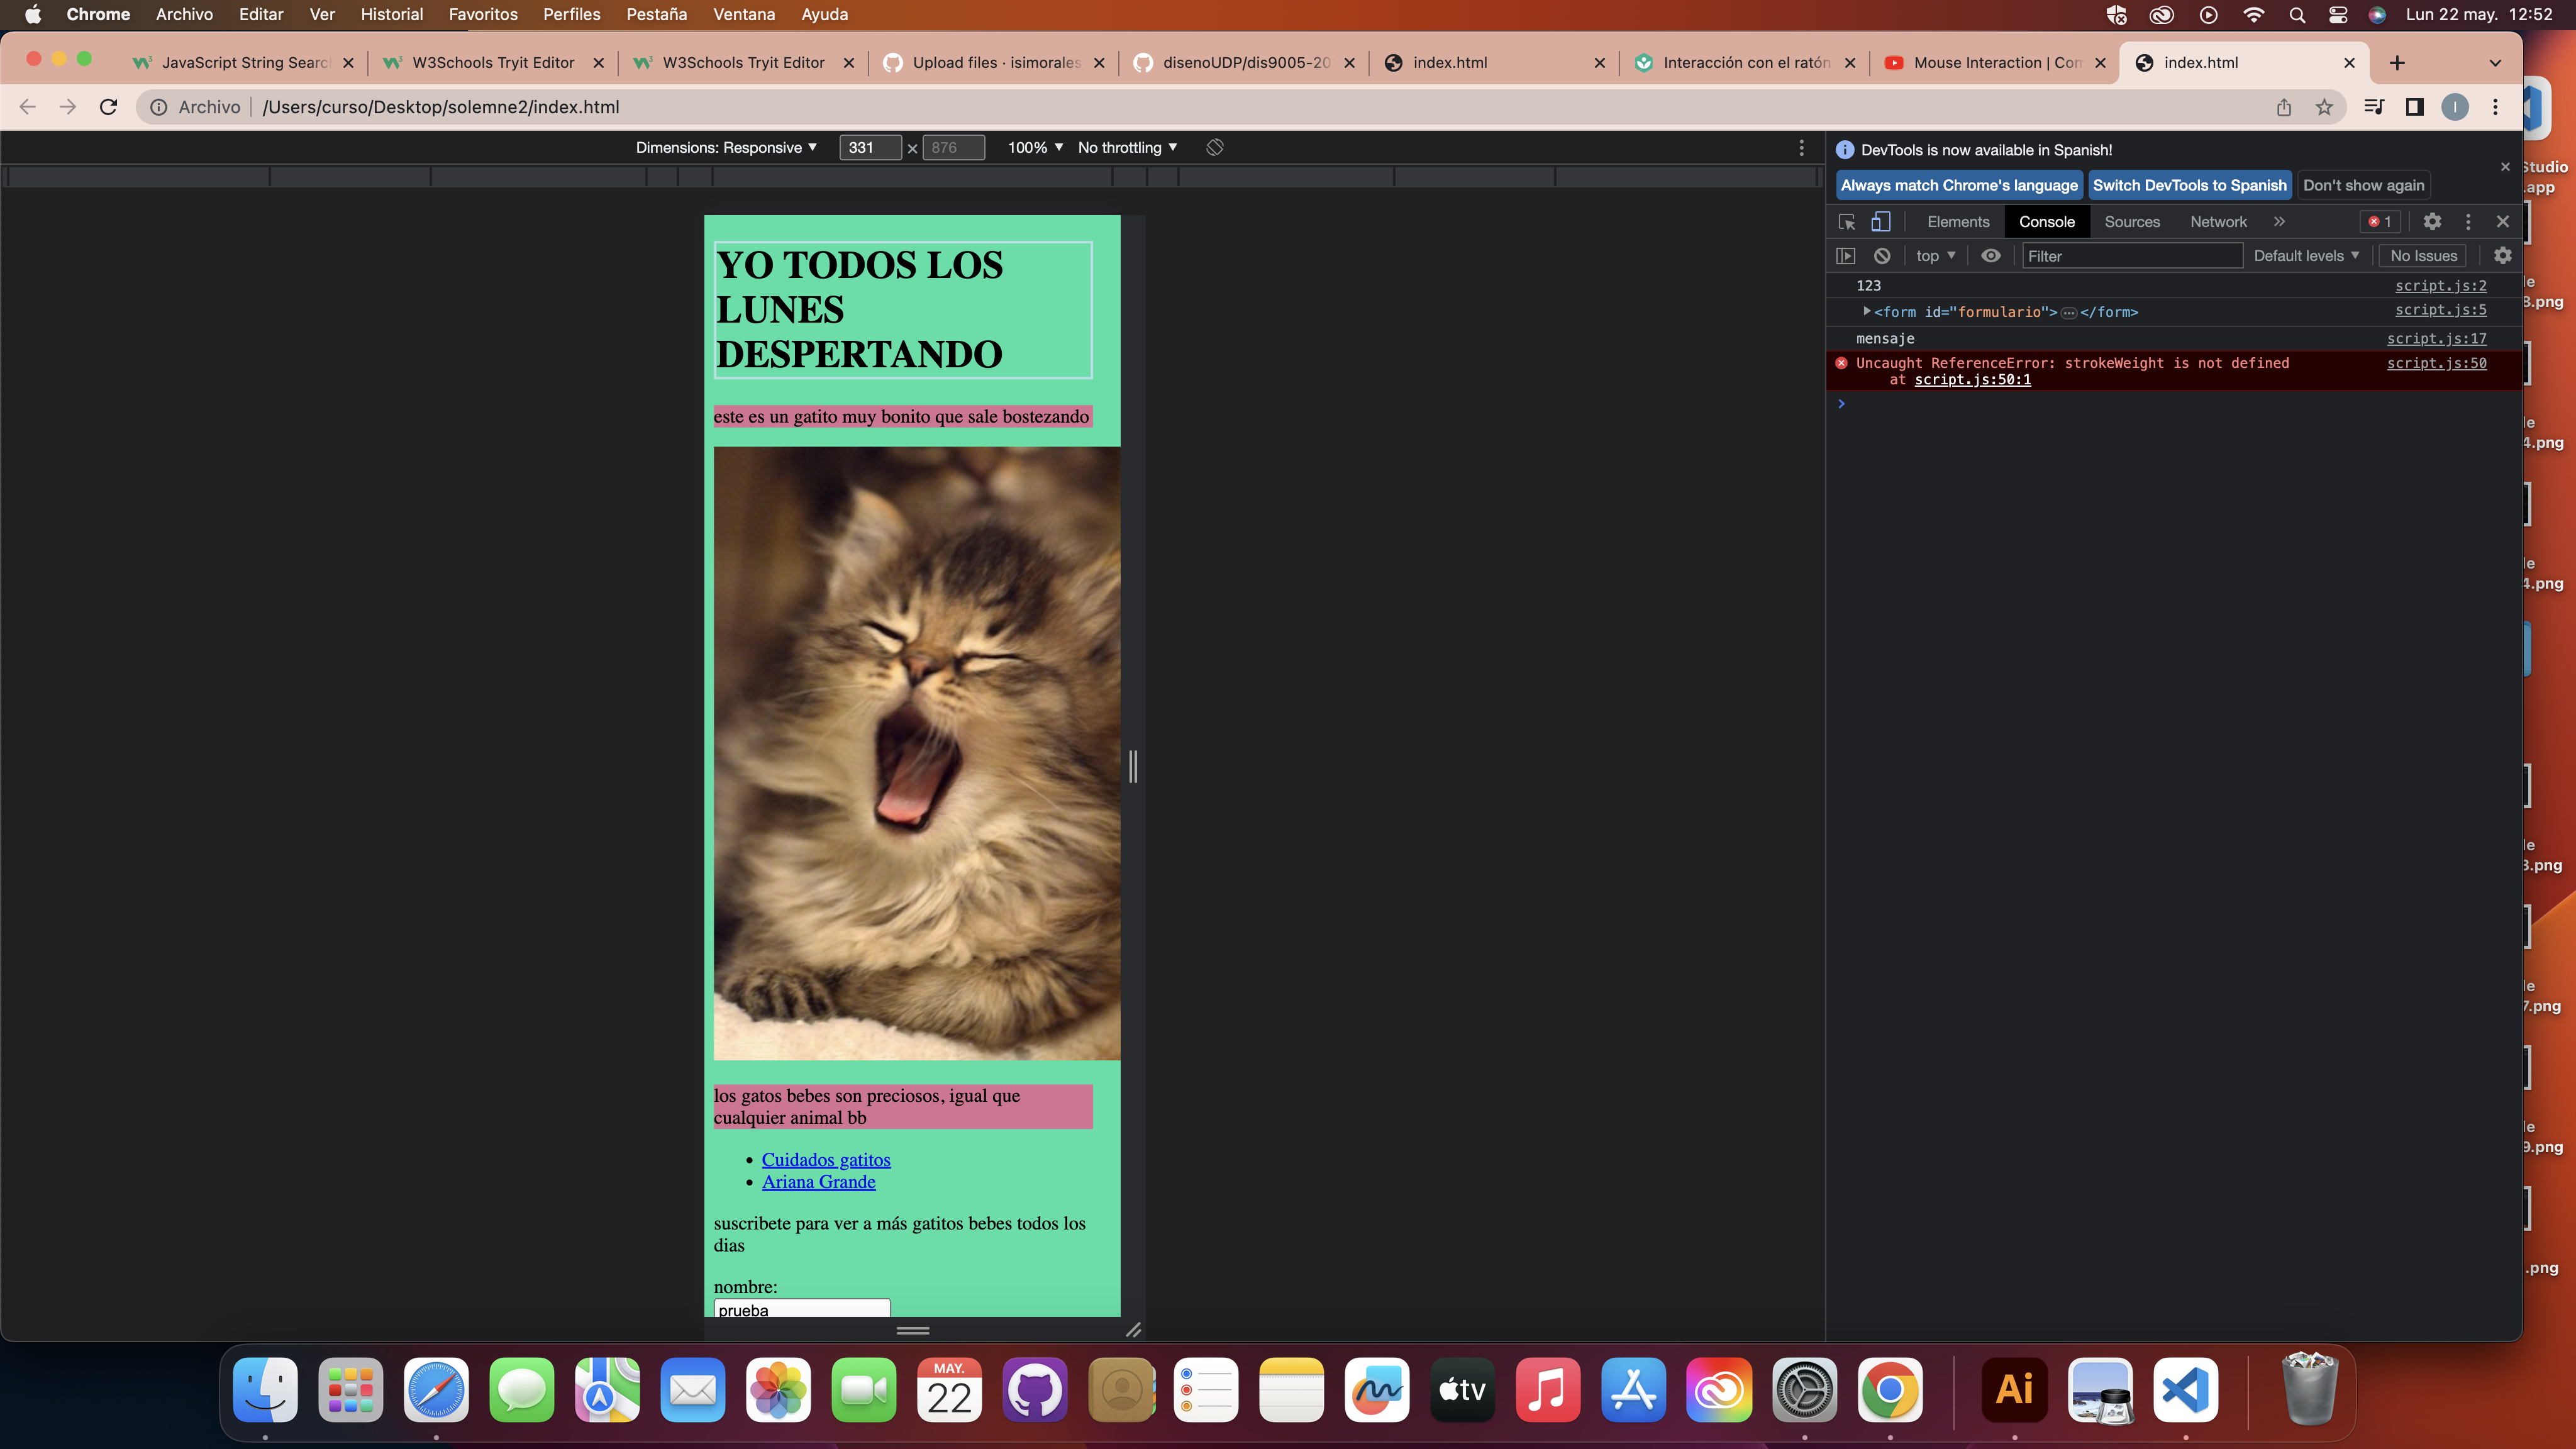 Chrome Archivo Editar Ver Historial Favoritos Perfiles Pestaña Ventana Ayuda Lun 22 may. 12:52
JavaScript String Searc W3Schools Tryit Editor W3Schools Tryit Editor Upload files · isimorales disenoUDP/dis9005-20 index.html Interacción con el ratón Mouse Interaction | Com index.html
Archivo /Users/curso/Desktop/solemne2/index.html I
Dimensions: Responsive 331 × 876 100% No throttling
DevTools is now available in Spanish!
Always match Chrome's language Switch DevTools to Spanish Don't show again
Elements Console Sources Network 1
top Filter Default levels No Issues
123 script.js:2
<form id="formulario">…</form> script.js:5
mensaje script.js:17
Uncaught ReferenceError: strokeWeight is not defined script.js:50
at script.js:50:1
YO TODOS LOS
LUNES
DESPERTANDO
este es un gatito muy bonito que sale bostezando
los gatos bebes son preciosos, igual que
cualquier animal bb
Cuidados gatitos
Ariana Grande
suscribete para ver a más gatitos bebes todos los
dias
nombre:
prueba
Studio
.app
le
8.png
le
4.png
le
4.png
le
3.png
le
7.png
le
9.png
.png
MAY.
22
tv
Ai